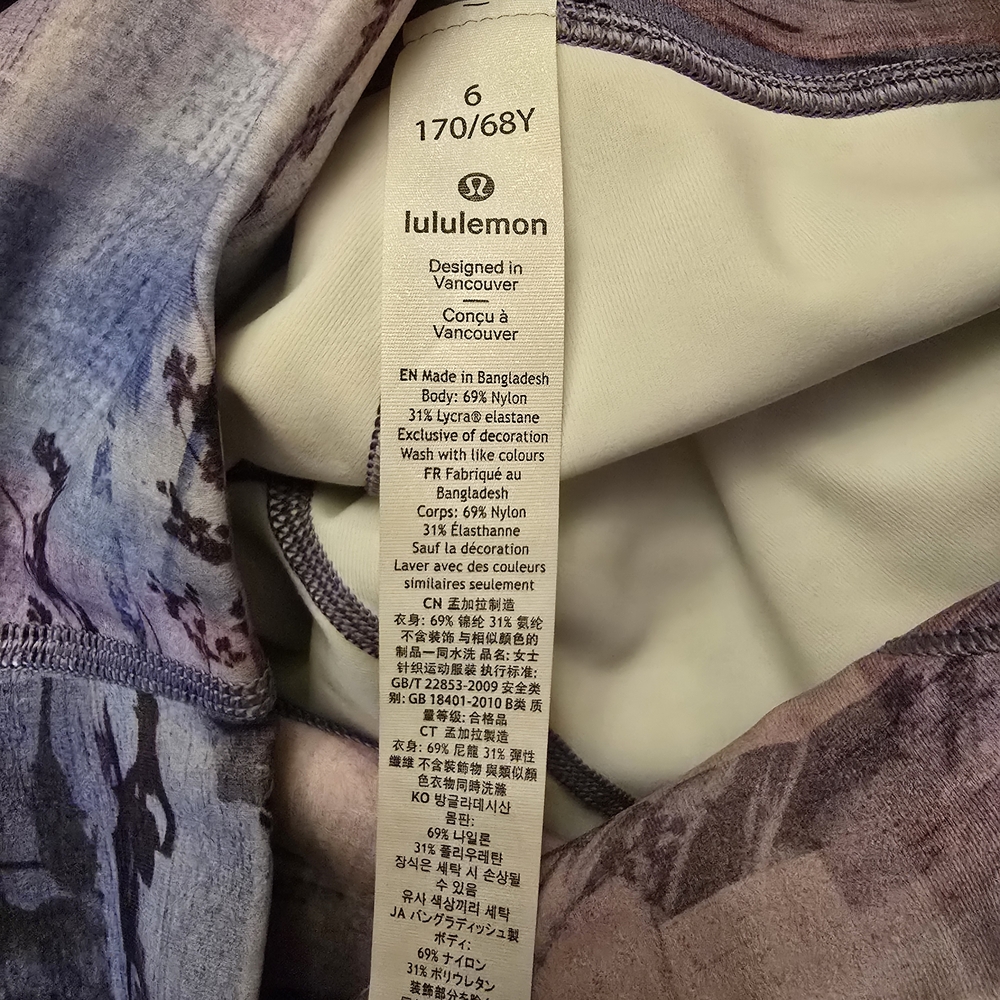 6
170/68Y
lululemon
Designed in
Vancouver
Conçu à
Vancouver
EN Made in Bangladesh
Body: 69% Nylon
31% Lycra® elastane
Exclusive of decoration
Wash with like colours
FR Fabriqué au
Bangladesh
Corps: 69% Nylon
31% Élasthanne
Sauf la décoration
Laver avec des couleurs
similaires seulement
CN 孟加拉制造
衣身: 69% 锦纶 31% 氨纶
不含装饰 与相似颜色的
制品一同水洗 品名: 女士
针织运动服装 执行标准:
GB/T 22853-2009 安全类
别: GB 18401-2010 B类 质
量等级: 合格品
CT 孟加拉製造
衣身: 69% 尼龍 31% 彈性
纖維 不含裝飾物 與類似顏
色衣物同時洗滌
KO 방글라데시산
몸판:
69% 나일론
31% 폴리우레탄
장식은 세탁 시 손상될
수 있음
유사 색상끼리 세탁
JA バングラディッシュ製
ボディ:
69% ナイロン
31% ポリウレタン
装飾部分を除く